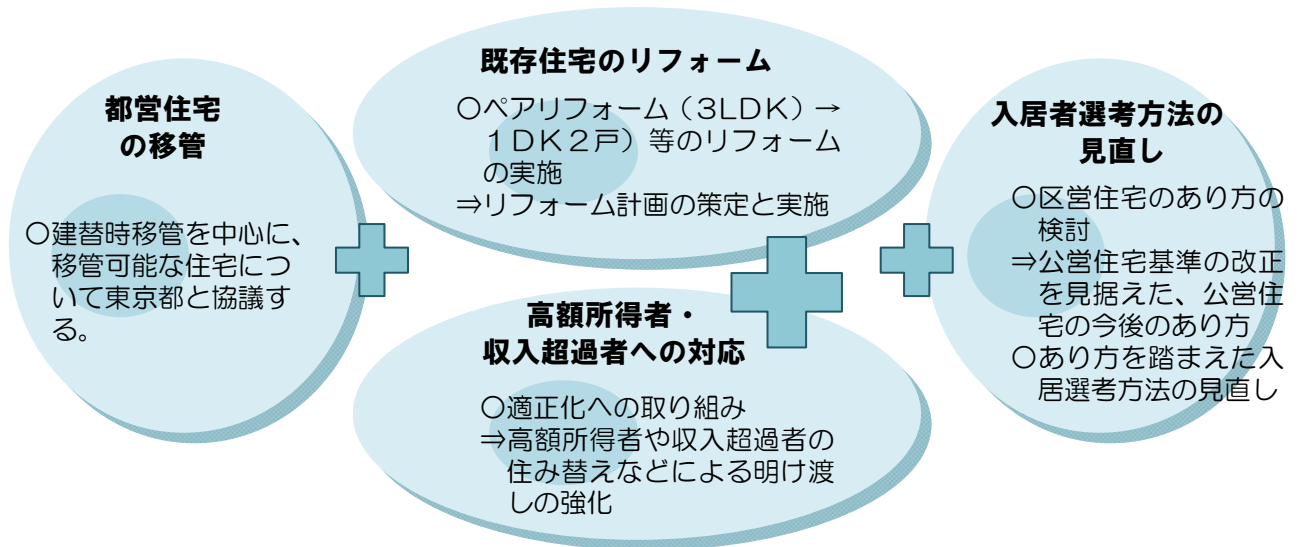 都営住宅
の移管
〇建替時移管を中心に、
移管可能な住宅につ
いて東京都と協議す
る。
既存住宅のリフォーム
〇ペアリフォーム（3LDK）→
１DK２戸）等のリフォーム
の実施
⇒リフォーム計画の策定と実施
高額所得者・
収入超過者への対応
〇適正化への取り組み
⇒高額所得者や収入超過者の
住み替えなどによる明け渡
しの強化
入居者選考方法の
見直し
〇区営住宅のあり方の
検討
⇒公営住宅基準の改正
を見据えた、公営住
宅の今後のあり方
〇あり方を踏まえた入
居選考方法の見直し